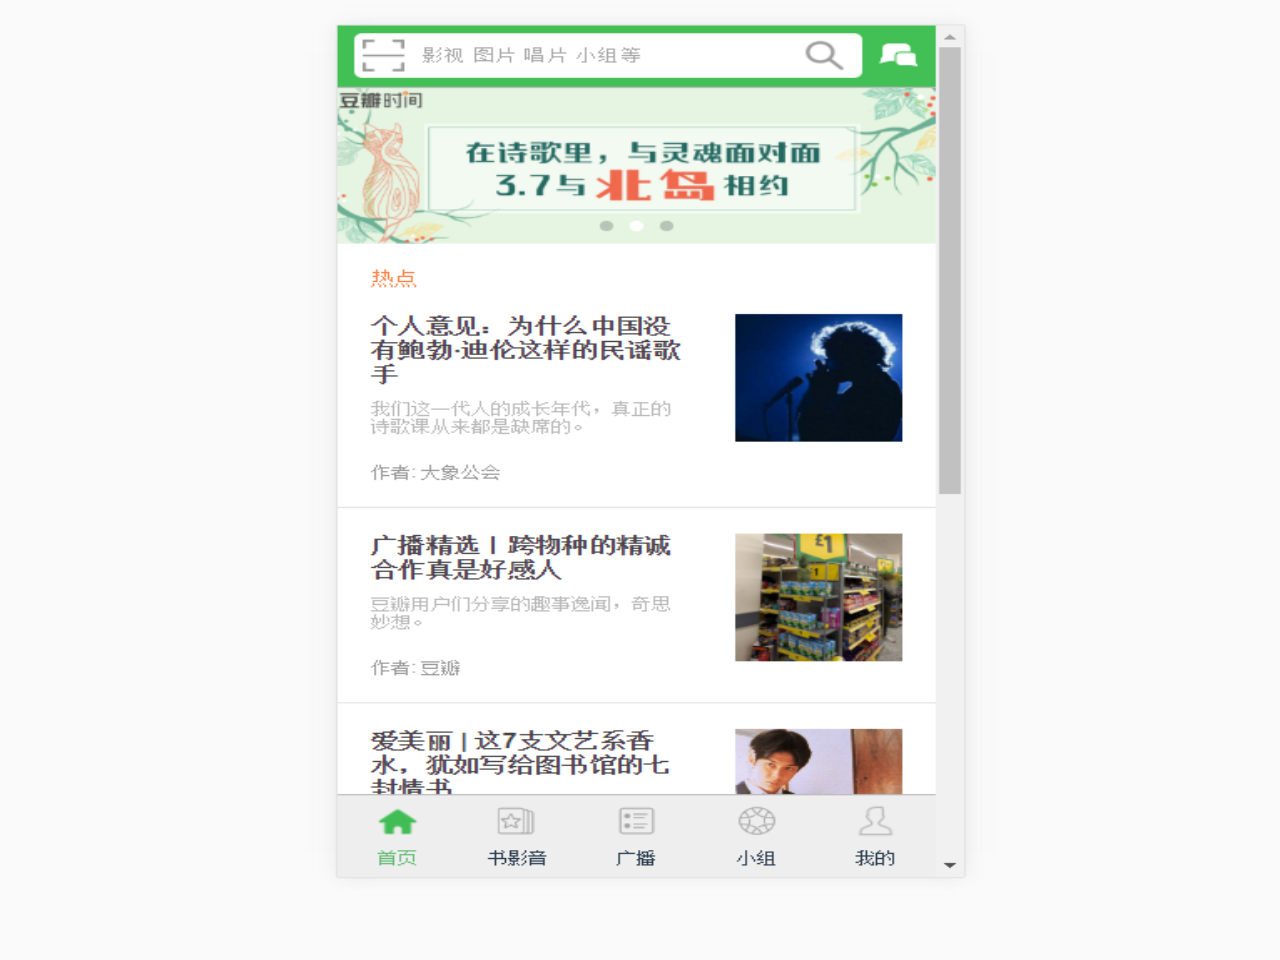 影视 图片 唱片 小组等
豆瓣时间
在诗歌里，与灵魂面对面
3.7与北岛相约
热点
个人意见：为什么中国没
有鲍勃·迪伦这样的民谣歌
手
我们这一代人的成长年代，真正的
诗歌课从来都是缺席的。
作者: 大象公会
广播精选丨跨物种的精诚
合作真是好感人
豆瓣用户们分享的趣事逸闻，奇思
妙想。
作者: 豆瓣
£1
1
爱美丽 | 这7支文艺系香
水，犹如写给图书馆的七
封情书
首页
书影音
广播
小组
我的